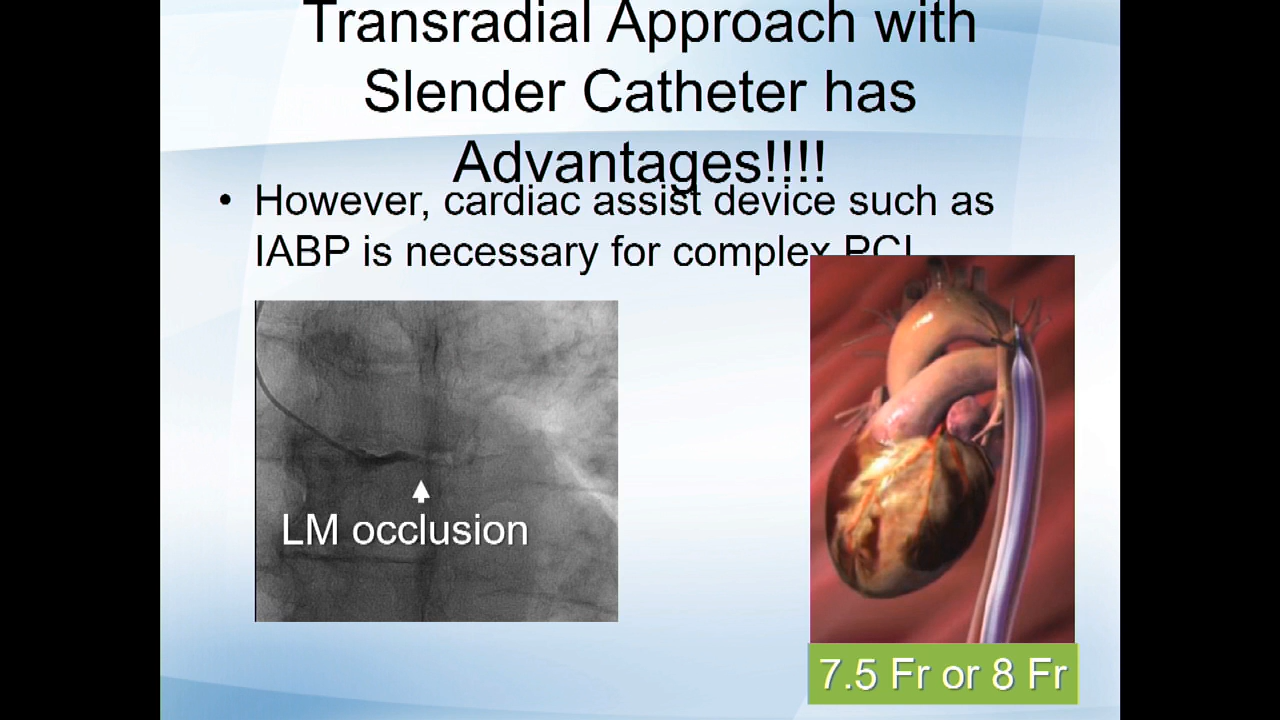 Transradial Approach with
Slender Catheter has
Advantages!!!!
• However, cardiac assist device such as
IABP is necessary for complex PCI
LM occlusion
7.5 Fr or 8 Fr